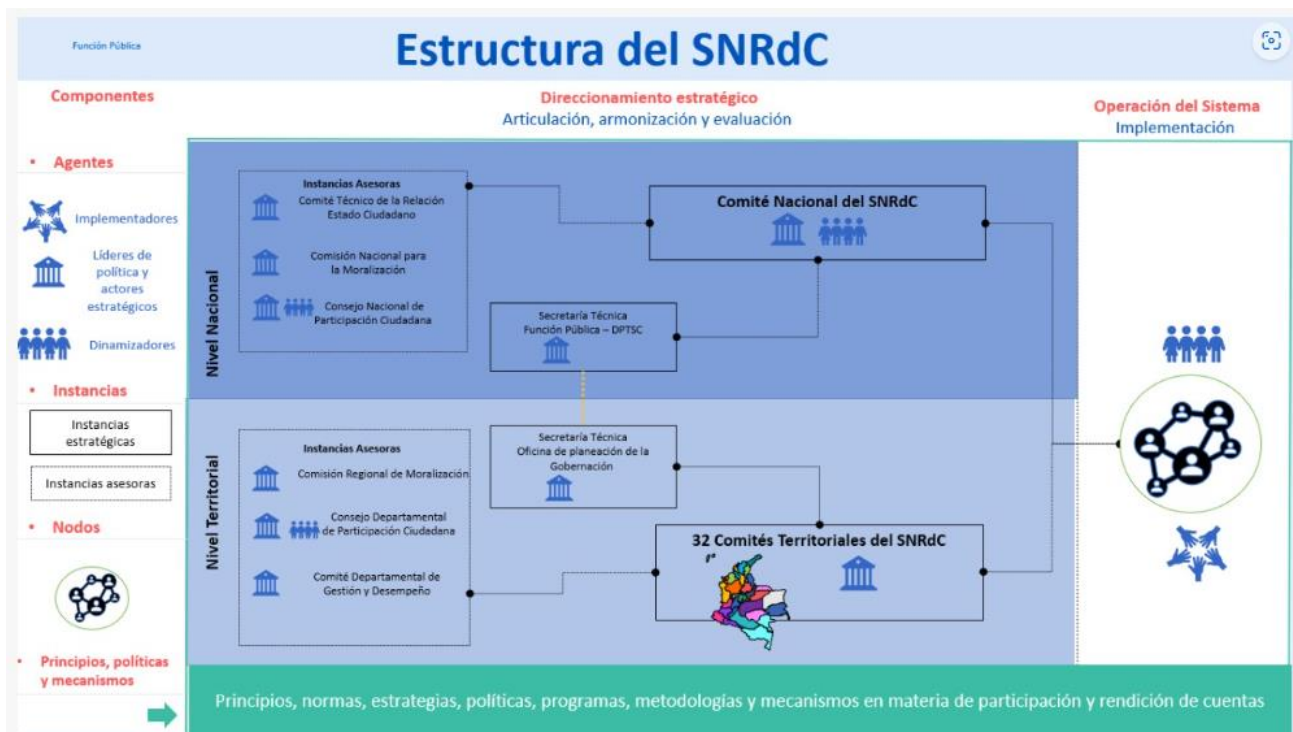 Función Pública
Estructura del SNRdC
Componentes
Direccionamiento estratégico
Articulación, armonización y evaluación
Operación del Sistema
Implementación
• Agentes
Implementadores
Líderes de
política y
actores
estratégicos
Dinamizadores
• Instancias
Instancias
estratégicas
Instancias asesoras
• Nodos
• Principios, políticas
y mecanismos
Nivel Nacional
Instancias Asesoras
Comité Técnico de la Relación
Estado Ciudadano
Comisión Nacional para
la Moralización
Consejo Nacional de
Participación Ciudadana
Comité Nacional del SNRdC
Secretaría Técnica
Función Pública – DPTSC
Nivel Territorial
Instancias Asesoras
Comisión Regional de Moralización
Consejo Departamental
de Participación Ciudadana
Comité Departamental de
Gestión y Desempeño
Secretaría Técnica
Oficina de planeación de la
Gobernación
32 Comités Territoriales del SNRdC
Principios, normas, estrategias, políticas, programas, metodologías y mecanismos en materia de participación y rendición de cuentas